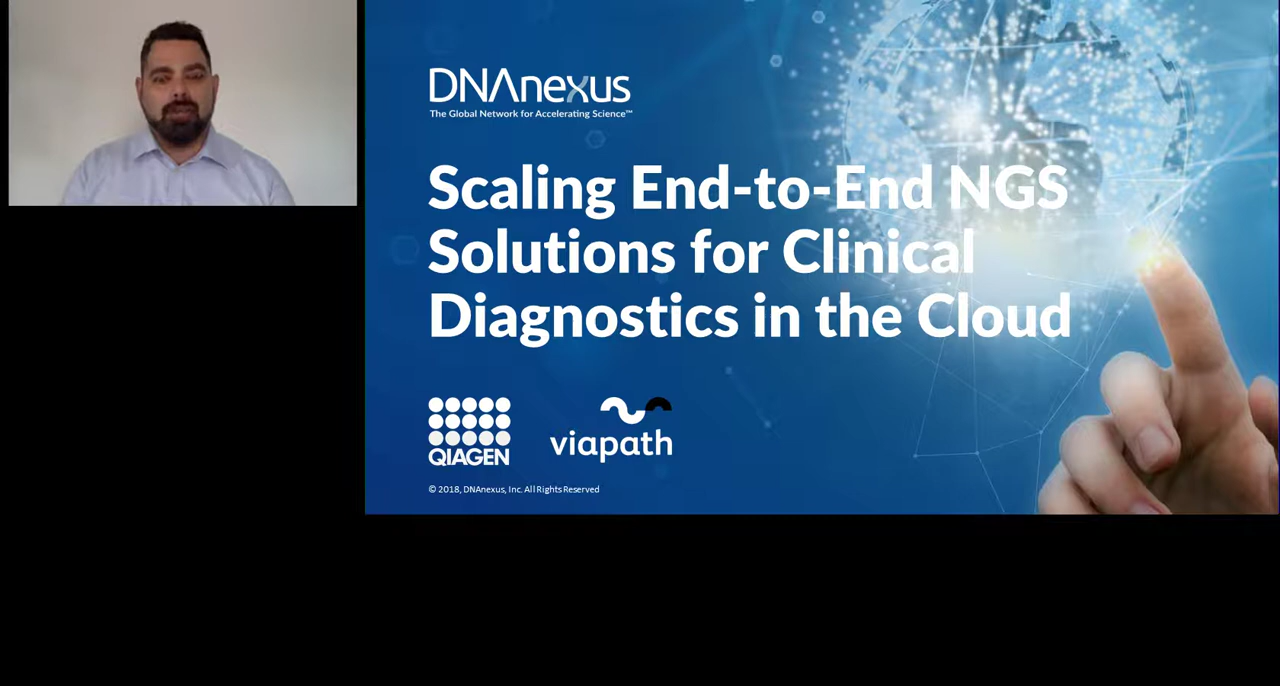 DNAnexus
The Global Network for Accelerating Science™
Scaling End-to-End NGS
Solutions for Clinical
Diagnostics in the Cloud
QIAGEN
viapath
© 2018, DNAnexus, Inc. All Rights Reserved